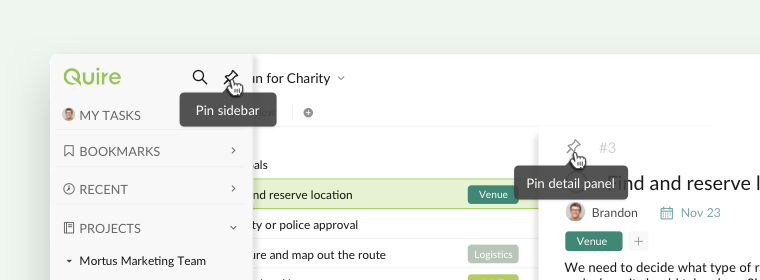 Quire
un for Charity
Pin sidebar
MY TASKS
BOOKMARKS
RECENT
PROJECTS
Mortus Marketing Team
als
nd reserve location Venue
ty or police approval
ure and map out the route Logistics
#3
Pin detail panel
Find and reserve l
Brandon Nov 23
Venue
We need to decide what type of r